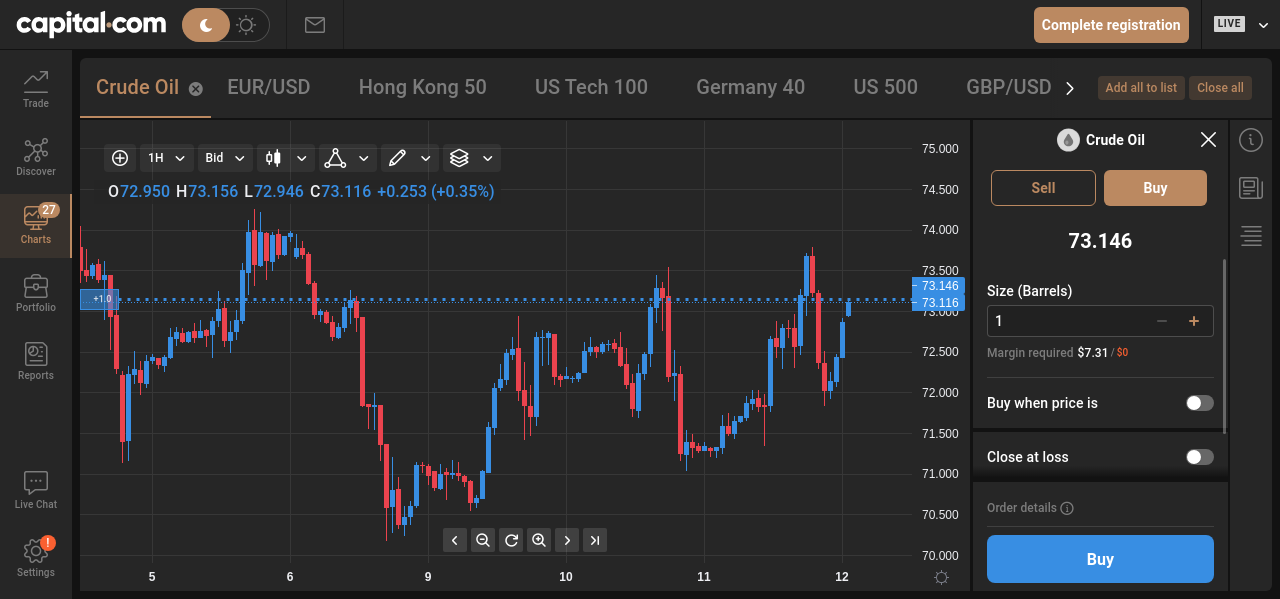 capital.com
Complete registration
LIVE
Trade
Discover
27
Charts
Portfolio
Reports
Live Chat
!
Settings
Crude Oil EUR/USD Hong Kong 50 US Tech 100 Germany 40 US 500 GBP/USD
Add all to list Close all
1H Bid
O72.950 H73.156 L72.946 C73.116 +0.253 (+0.35%)
+1.0
75.000
74.500
74.000
73.500
73.146
73.116
73.000
72.500
72.000
71.500
71.000
70.500
70.000
5 6 9 10 11 12
Crude Oil
Sell Buy
73.146
Size (Barrels)
1
Margin required $7.31 / $0
Buy when price is
Close at loss
Order details
Buy